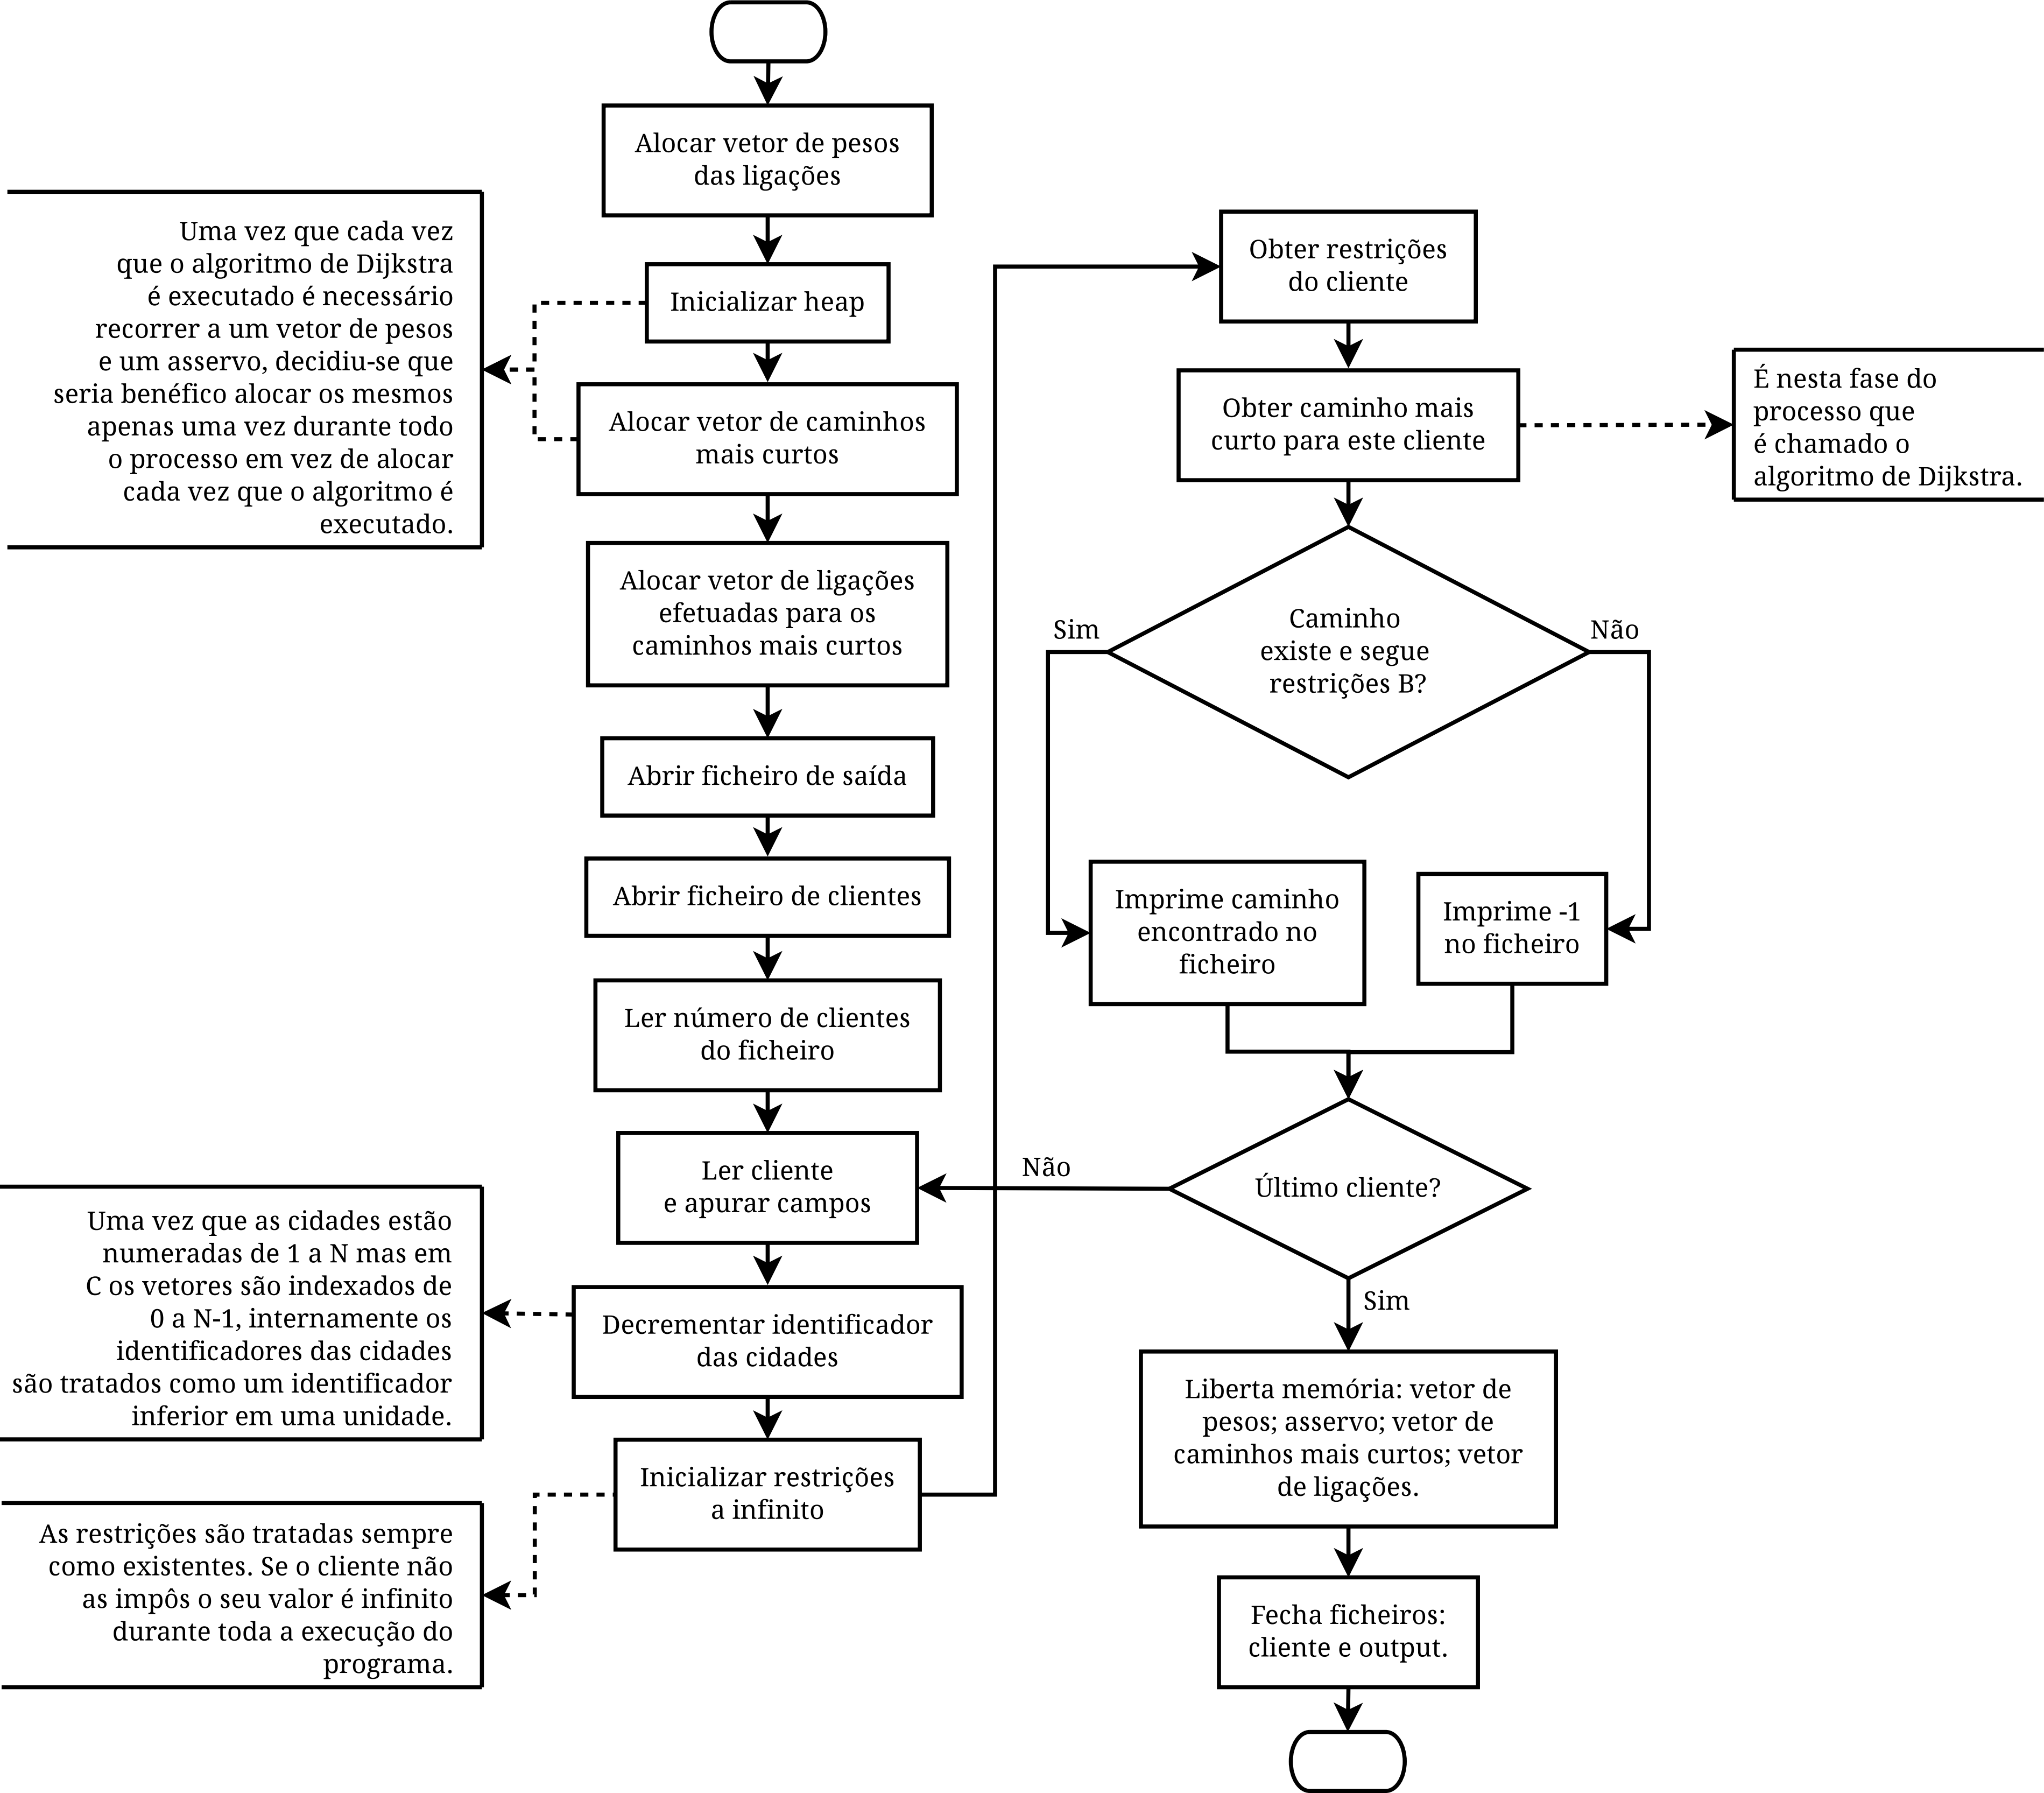 Alocar vetor de pesos
das ligações
Uma vez que cada vez
que o algoritmo de Dijkstra
é executado é necessário
recorrer a um vetor de pesos
e um asservo, decidiu-se que
seria benéfico alocar os mesmos
apenas uma vez durante todo
o processo em vez de alocar
cada vez que o algoritmo é
executado.
Inicializar heap
Alocar vetor de caminhos
mais curtos
Alocar vetor de ligações
efetuadas para os
caminhos mais curtos
Abrir ficheiro de saída
Abrir ficheiro de clientes
Ler número de clientes
do ficheiro
Ler cliente
e apurar campos
Uma vez que as cidades estão
numeradas de 1 a N mas em
C os vetores são indexados de
0 a N-1, internamente os
identificadores das cidades
são tratados como um identificador
inferior em uma unidade.
Decrementar identificador
das cidades
Inicializar restrições
a infinito
As restrições são tratadas sempre
como existentes. Se o cliente não
as impôs o seu valor é infinito
durante toda a execução do
programa.
Obter restrições
do cliente
Obter caminho mais
curto para este cliente
É nesta fase do
processo que
é chamado o
algoritmo de Dijkstra.
Caminho
existe e segue
restrições B?
Sim
Não
Imprime caminho
encontrado no
ficheiro
Imprime -1
no ficheiro
Último cliente?
Não
Sim
Liberta memória: vetor de
pesos; asservo; vetor de
caminhos mais curtos; vetor
de ligações.
Fecha ficheiros:
cliente e output.